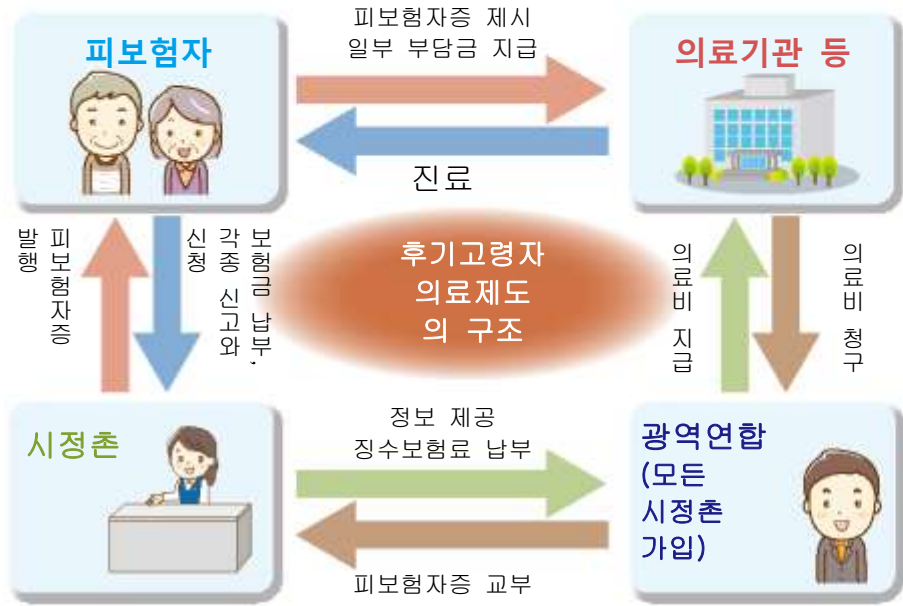 피보험자증 제시
일부 부담금 지급
피보험자
의료기관 등
진료
피보험자증
발행
보험금 납부,
각종 신고와
신청
후기고령자
의료제도
의 구조
의료비 지급
의료비 청구
시정촌
정보 제공
징수보험료 납부
광역연합
(모든
시정촌
가입)
피보험자증 교부